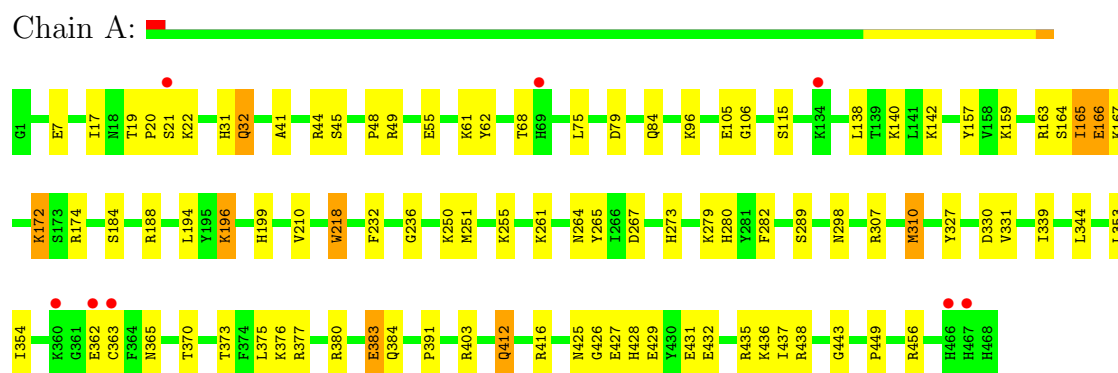 Chain A:
G1 E7 I17 N18 T19 P20 S21 K22 H31 Q32 A41 R44 S45 P48 R49 E55 K61 Y62 T68 H69 L75 D79 Q84 K96 E105 G106 S115 K134 L138 T139 K140 L141 K142 Y157 V158 K159 R163 S164 I165 E166 K167
K172 S173 R174 S184 R188 L194 Y195 K196 H199 V210 W218 F232 G236 K250 M251 K255 K261 N264 Y265 I266 D267 H273 K279 H280 Y281 F282 S289 N298 R307 M310 Y327 D330 V331 I339 L344 L353
I354 K360 G361 E362 C363 F364 N365 T370 T373 F374 L375 K376 R377 R380 E383 Q384 P391 R403 Q412 R416 N425 G426 E427 H428 E429 Y430 E431 E432 R435 K436 I437 R438 G443 P449 R456 H466 H467 H468